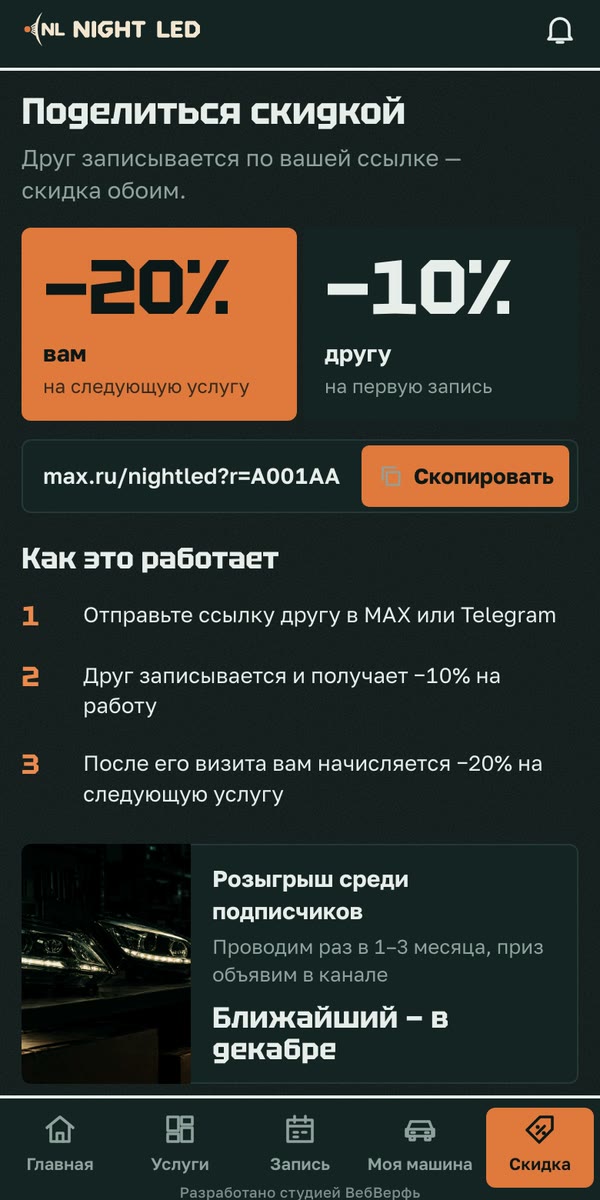 NL NIGHT LED
Поделиться скидкой
Друг записывается по вашей ссылке —
скидка обоим.
−20%
вам
на следующую услугу
−10%
другу
на первую запись
max.ru/nightled?r=A001AA
Скопировать
Как это работает
1 Отправьте ссылку другу в MAX или Telegram
2 Друг записывается и получает −10% на
работу
3 После его визита вам начисляется −20% на
следующую услугу
Розыгрыш среди
подписчиков
Проводим раз в 1–3 месяца, приз
объявим в канале
Ближайший – в
декабре
Главная
Услуги
Запись
Моя машина
Скидка
Разработано студией ВебВерфь